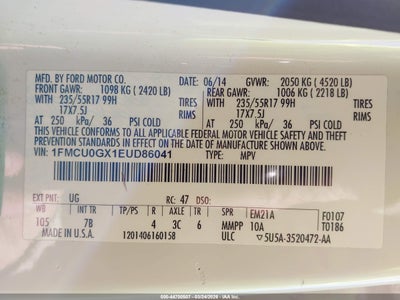 MFD. BY FORD MOTOR CO. DATE: 06/14 GVWR: 2050 KG ( 4520 LB)
FRONT GAWR: 1098 KG ( 2420 LB) REAR GAWR: 1006 KG ( 2218 LB)
WITH 235/55R17 99H TIRES WITH 235/55R17 99H TIRES
17X7.5J RIMS 17X7.5J RIMS
AT 250 kPa/ 36 PSI COLD AT 250 kPa/ 36 PSI COLD
THIS VEHICLE CONFORMS TO ALL APPLICABLE FEDERAL MOTOR VEHICLE SAFETY AND THEFT PREVENTION STANDARDS IN EFFECT ON THE DATE OF MANUFACTURE SHOWN ABOVE.
VIN: 1FMCU0GX1EUD86041 TYPE: MPV
EXT PNT: UG RC: 47 DSO:
WB INT TR TP/PS R AXLE TR SPR EM21A F0107
105 7B 4 3C 6 MMPP 10A T0186
MADE IN U.S.A. 1201406160158 ULC 5U5A-3520472-AA